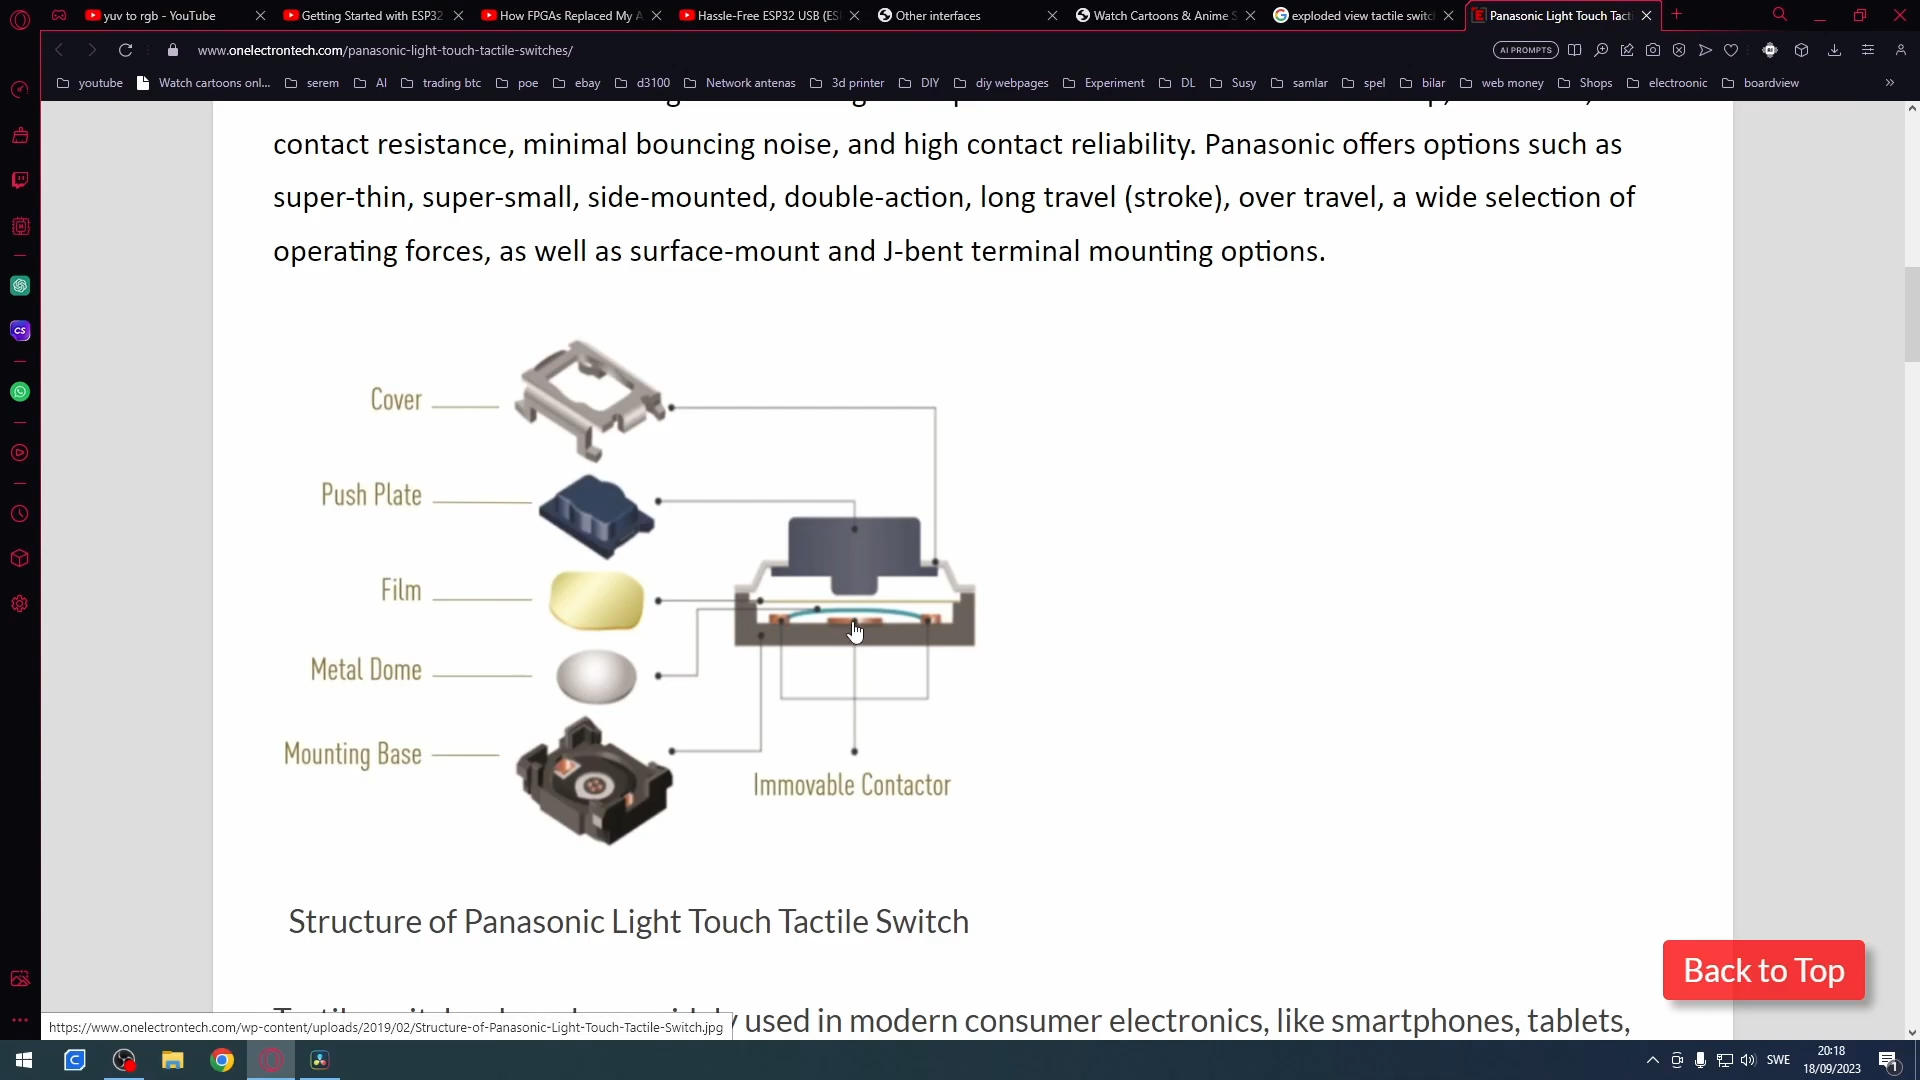 yuv to rgb - YouTube
Getting Started with ESP32
How FPGAs Replaced My A
Hassle-Free ESP32 USB (ES
Other interfaces
Watch Cartoons & Anime S
exploded view tactile switc
Panasonic Light Touch Tacti
www.onelectrontech.com/panasonic-light-touch-tactile-switches/
AI PROMPTS
youtube
Watch cartoons onl...
serem
AI
trading btc
poe
ebay
d3100
Network antenas
3d printer
DIY
diy webpages
Experiment
DL
Susy
samlar
spel
bilar
web money
Shops
electroonic
boardview
contact resistance, minimal bouncing noise, and high contact reliability. Panasonic offers options such as
super-thin, super-small, side-mounted, double-action, long travel (stroke), over travel, a wide selection of
operating forces, as well as surface-mount and J-bent terminal mounting options.
Cover
Push Plate
Film
Metal Dome
Mounting Base
Immovable Contactor
Structure of Panasonic Light Touch Tactile Switch
Back to Top
used in modern consumer electronics, like smartphones, tablets,
https://www.onelectrontech.com/wp-content/uploads/2019/02/Structure-of-Panasonic-Light-Touch-Tactile-Switch.jpg
CS
SWE
20:18
18/09/2023
1